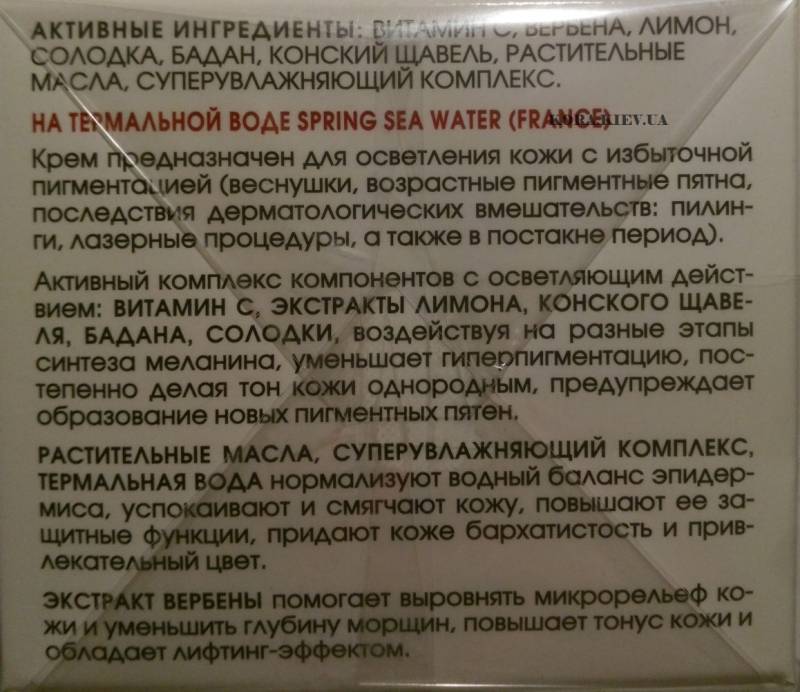 АКТИВНЫЕ ИНГРЕДИЕНТЫ: ВИТАМИН С, ВЕРБЕНА, ЛИМОН,
СОЛОДКА, БАДАН, КОНСКИЙ ЩАВЕЛЬ, РАСТИТЕЛЬНЫЕ
МАСЛА, СУПЕРУВЛАЖНЯЮЩИЙ КОМПЛЕКС.
НА ТЕРМАЛЬНОЙ ВОДЕ SPRING SEA WATER (FRANCE)
KORA.KIEV.UA
Крем предназначен для осветления кожи с избыточной
пигментацией (веснушки, возрастные пигментные пятна,
последствия дерматологических вмешательств: пилин-
ги, лазерные процедуры, а также в постакне период).
Активный комплекс компонентов с осветляющим дейст-
вием: ВИТАМИН С, ЭКСТРАКТЫ ЛИМОНА, КОНСКОГО ЩАВЕ-
ЛЯ, БАДАНА, СОЛОДКИ, воздействуя на разные этапы
синтеза меланина, уменьшает гиперпигментацию, пос-
тепенно делая тон кожи однородным, предупреждает
образование новых пигментных пятен.
РАСТИТЕЛЬНЫЕ МАСЛА, СУПЕРУВЛАЖНЯЮЩИЙ КОМПЛЕКС,
ТЕРМАЛЬНАЯ ВОДА нормализуют водный баланс эпидер-
миса, успокаивают и смягчают кожу, повышают ее за-
щитные функции, придают коже бархатистость и прив-
лекательный цвет.
ЭКСТРАКТ ВЕРБЕНЫ помогает выровнять микрорельеф ко-
жи и уменьшить глубину морщин, повышает тонус кожи и
обладает лифтинг-эффектом.